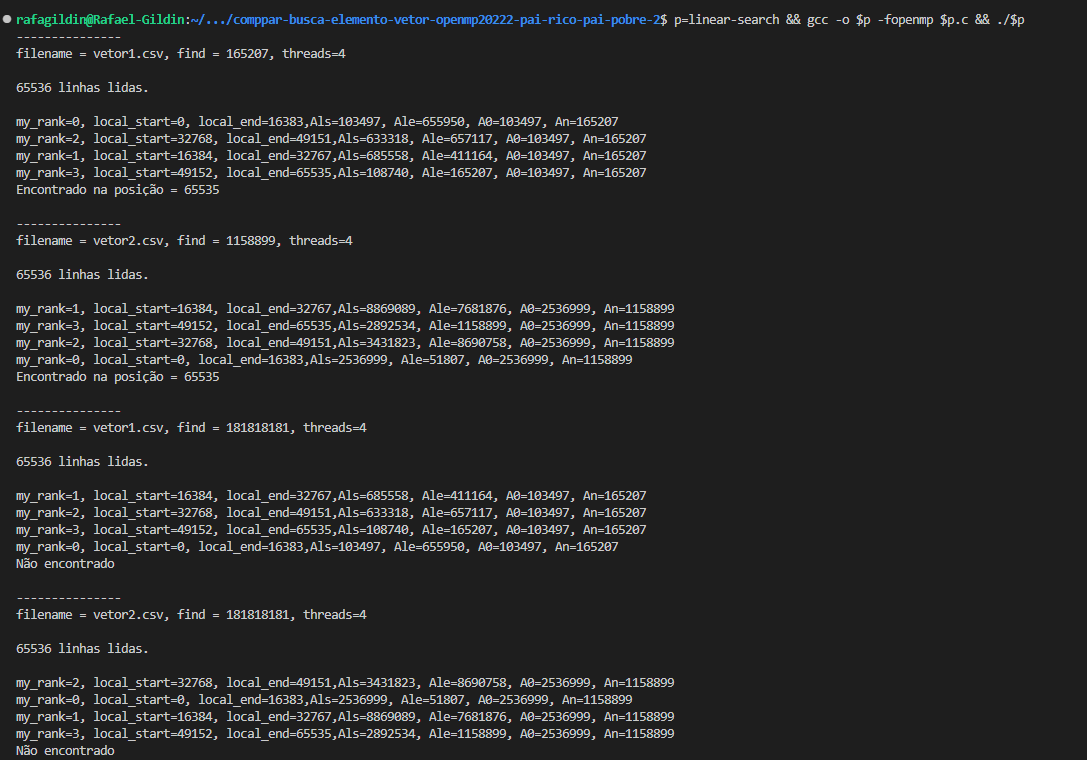 rafagildin@Rafael-Gildin:~/.../comppar-busca-elemento-vetor-openmp20222-pai-rico-pai-pobre-2$ p=linear-search && gcc -o $p -fopenmp $p.c && ./$p
---------------
filename = vetor1.csv, find = 165207, threads=4

65536 linhas lidas.

my_rank=0, local_start=0, local_end=16383,Als=103497, Ale=655950, A0=103497, An=165207
my_rank=2, local_start=32768, local_end=49151,Als=633318, Ale=657117, A0=103497, An=165207
my_rank=1, local_start=16384, local_end=32767,Als=685558, Ale=411164, A0=103497, An=165207
my_rank=3, local_start=49152, local_end=65535,Als=108740, Ale=165207, A0=103497, An=165207
Encontrado na posição = 65535

---------------
filename = vetor2.csv, find = 1158899, threads=4

65536 linhas lidas.

my_rank=1, local_start=16384, local_end=32767,Als=8869089, Ale=7681876, A0=2536999, An=1158899
my_rank=3, local_start=49152, local_end=65535,Als=2892534, Ale=1158899, A0=2536999, An=1158899
my_rank=2, local_start=32768, local_end=49151,Als=3431823, Ale=8690758, A0=2536999, An=1158899
my_rank=0, local_start=0, local_end=16383,Als=2536999, Ale=51807, A0=2536999, An=1158899
Encontrado na posição = 65535

---------------
filename = vetor1.csv, find = 181818181, threads=4

65536 linhas lidas.

my_rank=1, local_start=16384, local_end=32767,Als=685558, Ale=411164, A0=103497, An=165207
my_rank=2, local_start=32768, local_end=49151,Als=633318, Ale=657117, A0=103497, An=165207
my_rank=3, local_start=49152, local_end=65535,Als=108740, Ale=165207, A0=103497, An=165207
my_rank=0, local_start=0, local_end=16383,Als=103497, Ale=655950, A0=103497, An=165207
Não encontrado

---------------
filename = vetor2.csv, find = 181818181, threads=4

65536 linhas lidas.

my_rank=2, local_start=32768, local_end=49151,Als=3431823, Ale=8690758, A0=2536999, An=1158899
my_rank=0, local_start=0, local_end=16383,Als=2536999, Ale=51807, A0=2536999, An=1158899
my_rank=1, local_start=16384, local_end=32767,Als=8869089, Ale=7681876, A0=2536999, An=1158899
my_rank=3, local_start=49152, local_end=65535,Als=2892534, Ale=1158899, A0=2536999, An=1158899
Não encontrado